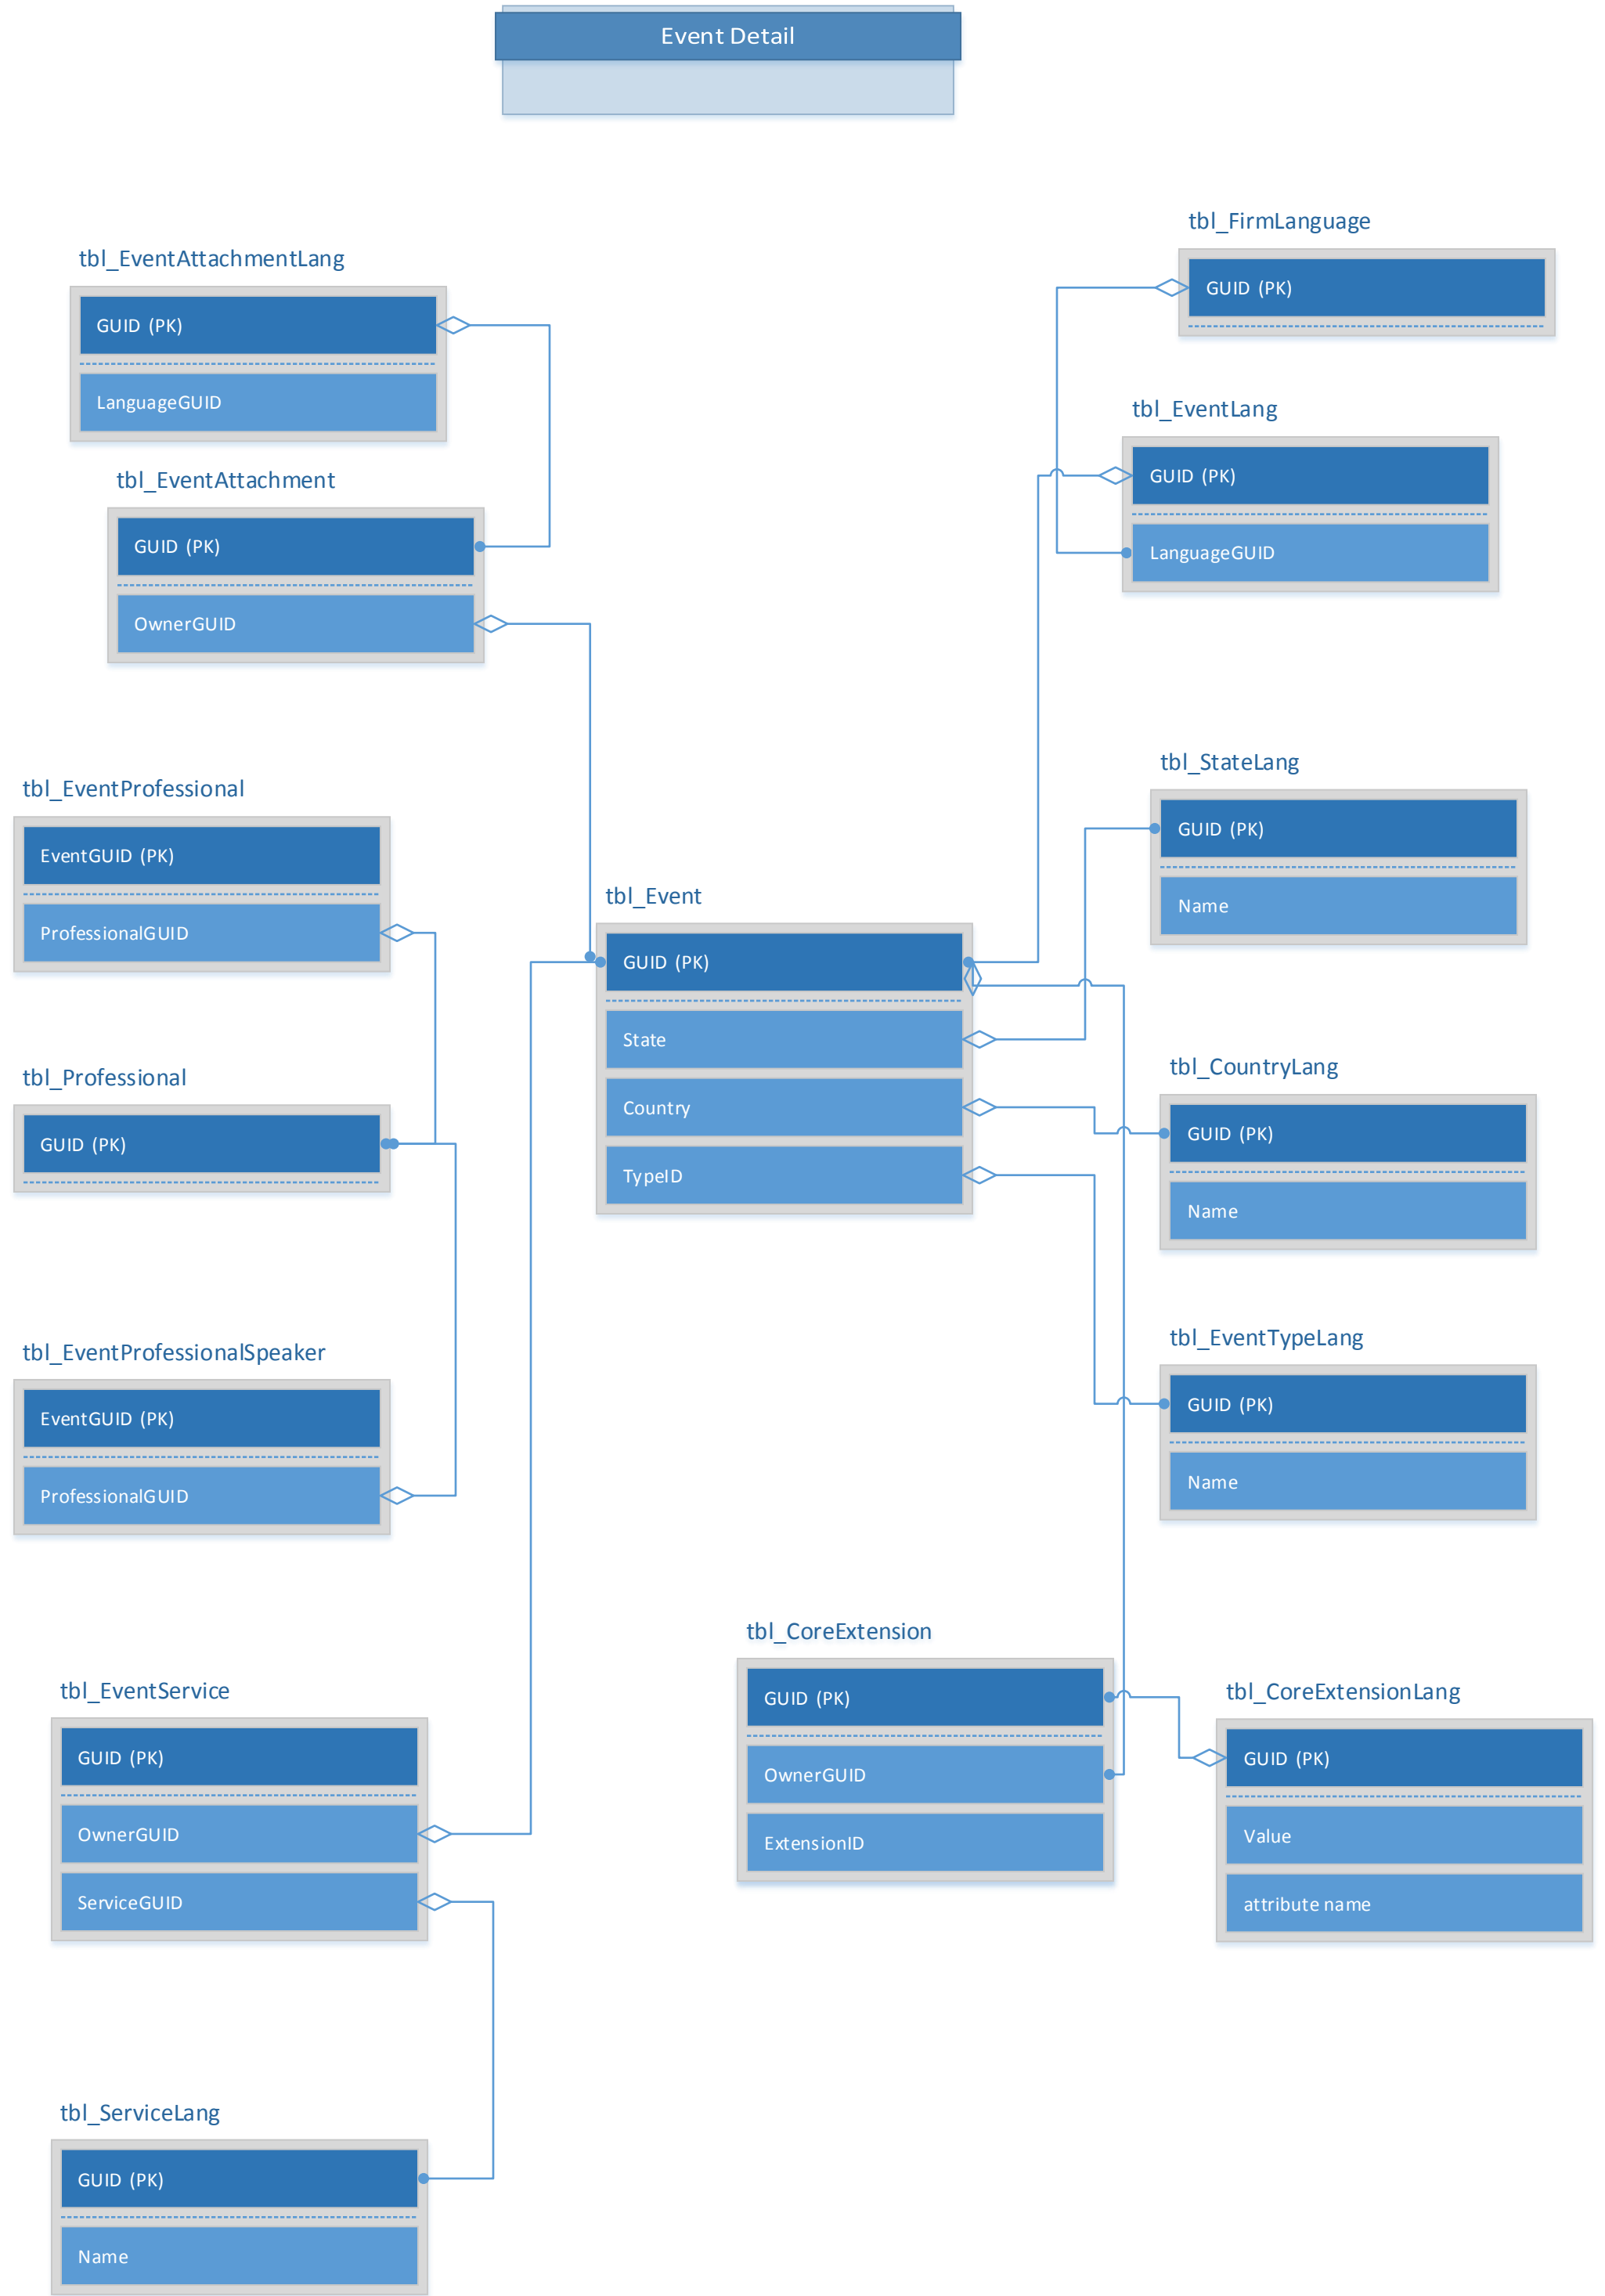 Event Detail
tbl_EventAttachmentLang
GUID (PK)
LanguageGUID
tbl_EventAttachment
GUID (PK)
OwnerGUID
tbl_EventProfessional
EventGUID (PK)
ProfessionalGUID
tbl_Professional
GUID (PK)
tbl_EventProfessionalSpeaker
EventGUID (PK)
ProfessionalGUID
tbl_EventService
GUID (PK)
OwnerGUID
ServiceGUID
tbl_ServiceLang
GUID (PK)
Name
tbl_Event
GUID (PK)
State
Country
TypeID
tbl_CoreExtension
GUID (PK)
OwnerGUID
ExtensionID
tbl_FirmLanguage
GUID (PK)
tbl_EventLang
GUID (PK)
LanguageGUID
tbl_StateLang
GUID (PK)
Name
tbl_CountryLang
GUID (PK)
Name
tbl_EventTypeLang
GUID (PK)
Name
tbl_CoreExtensionLang
GUID (PK)
Value
attribute name